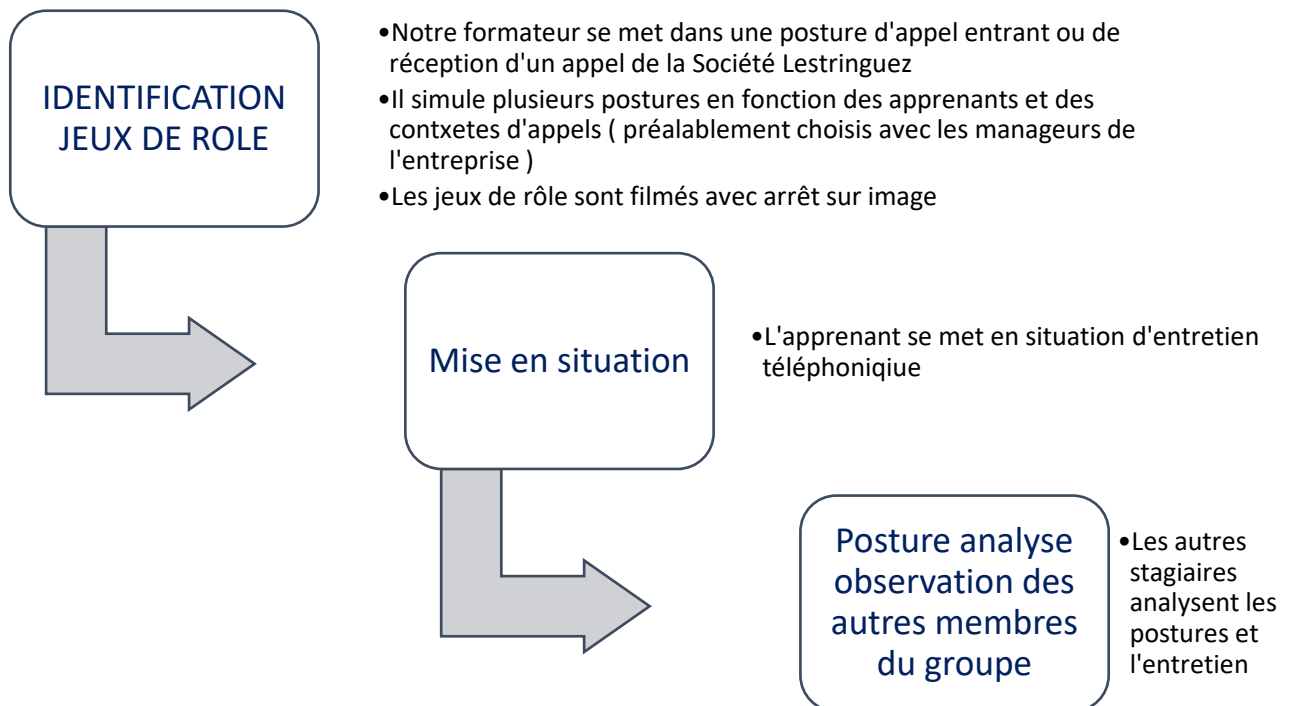 IDENTIFICATION
JEUX DE ROLE
•Notre formateur se met dans une posture d'appel entrant ou de
réception d'un appel de la Société Lestringuez
•Il simule plusieurs postures en fonction des apprenants et des
contxetes d'appels ( préalablement choisis avec les manageurs de
l'entreprise )
•Les jeux de rôle sont filmés avec arrêt sur image
Mise en situation
•L'apprenant se met en situation d'entretien
téléphoniqiue
Posture analyse
observation des
autres membres
du groupe
•Les autres
stagiaires
analysent les
postures et
l'entretien